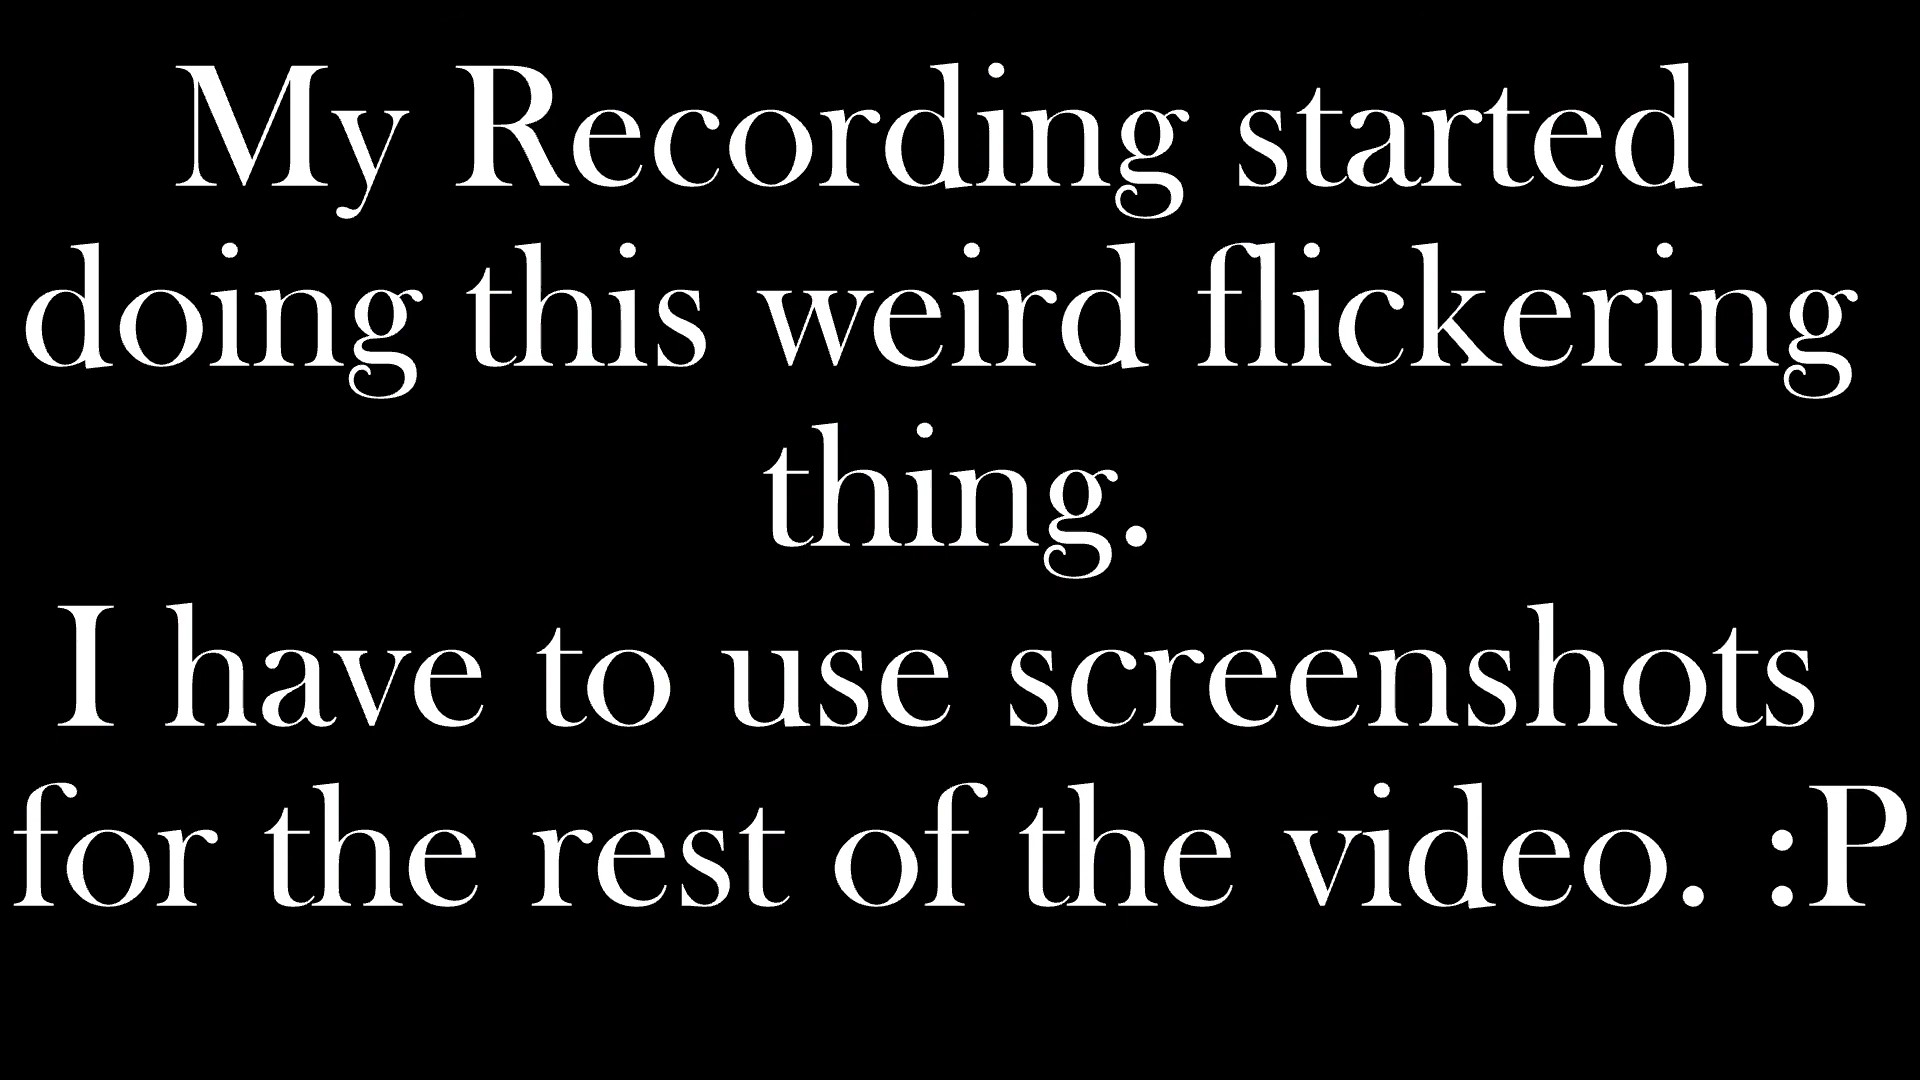 My Recording started
doing this weird flickering
thing.
I have to use screenshots
for the rest of the video. :P